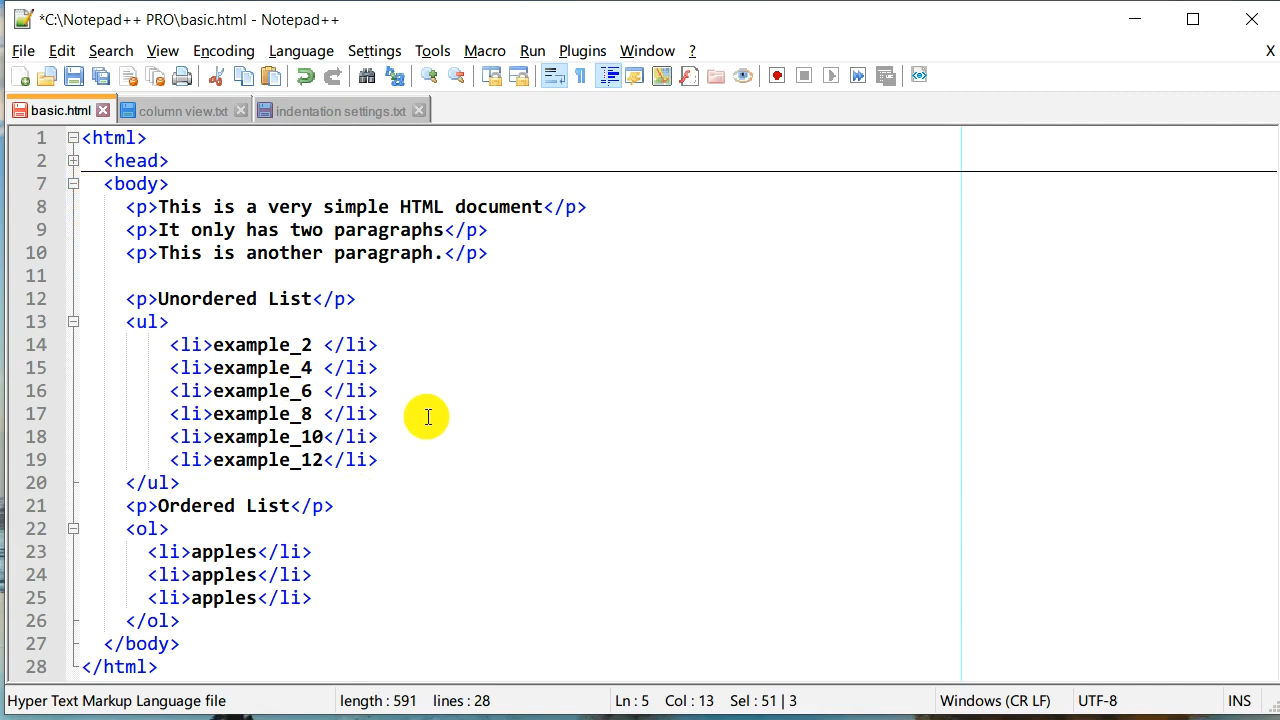 *C:\Notepad++ PRO\basic.html - Notepad++
File Edit Search View Encoding Language Settings Tools Macro Run Plugins Window ? X
basic.html column view.txt indentation settings.txt
1 <html>
2 <head>
7 <body>
8 <p>This is a very simple HTML document</p>
9 <p>It only has two paragraphs</p>
10 <p>This is another paragraph.</p>
11
12 <p>Unordered List</p>
13 <ul>
14 <li>example_2 </li>
15 <li>example_4 </li>
16 <li>example_6 </li>
17 <li>example_8 </li>
18 <li>example_10</li>
19 <li>example_12</li>
20 </ul>
21 <p>Ordered List</p>
22 <ol>
23 <li>apples</li>
24 <li>apples</li>
25 <li>apples</li>
26 </ol>
27 </body>
28 </html>
Hyper Text Markup Language file length : 591 lines : 28 Ln : 5 Col : 13 Sel : 51 | 3 Windows (CR LF) UTF-8 INS